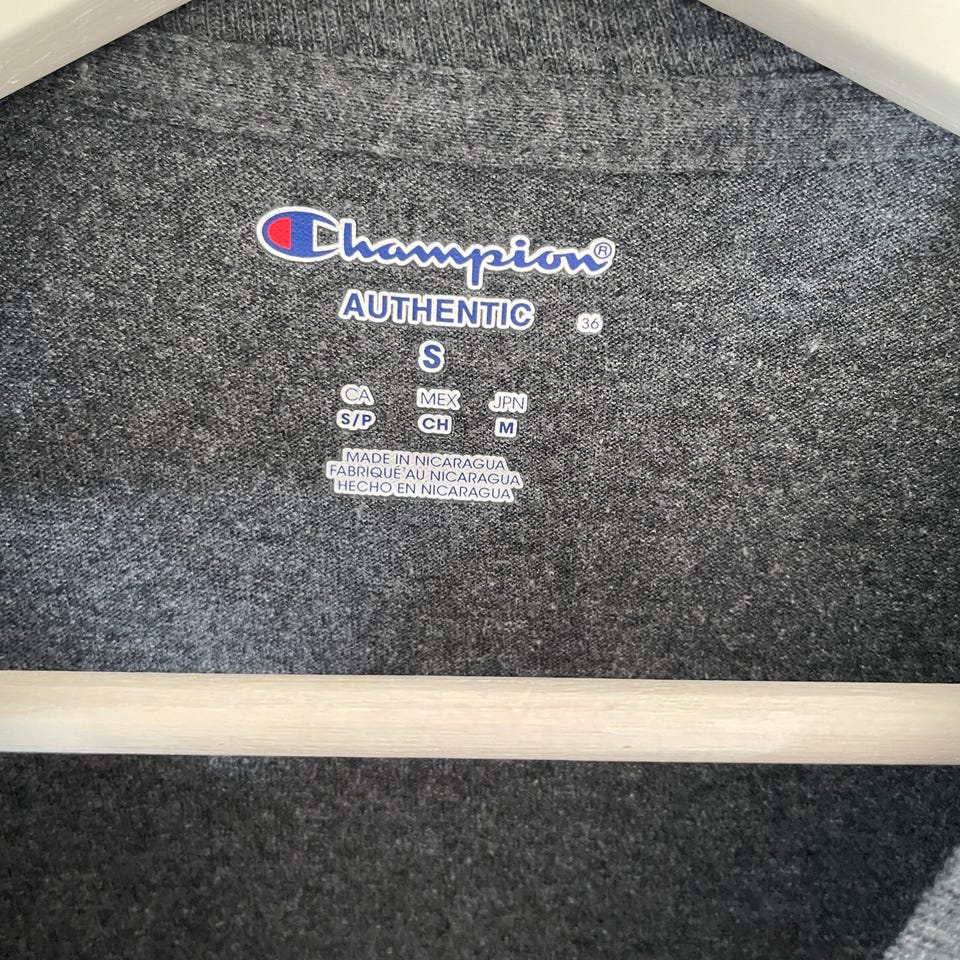 Champion®
AUTHENTIC 36
S
CA MEX JPN
S/P CH M
MADE IN NICARAGUA
FABRIQUÉ AU NICARAGUA
HECHO EN NICARAGUA